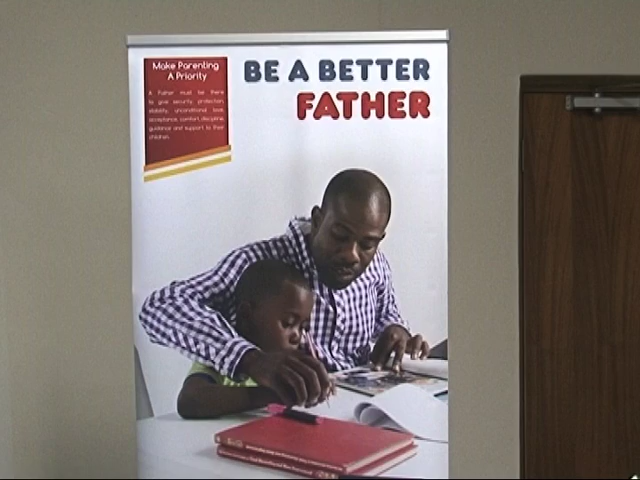 Make Parenting
A Priority
A Father must be there
to give security, protection,
stability, unconditional love,
acceptance, comfort, discipline,
guidance and support to their
children.
BE A BETTER
FATHER